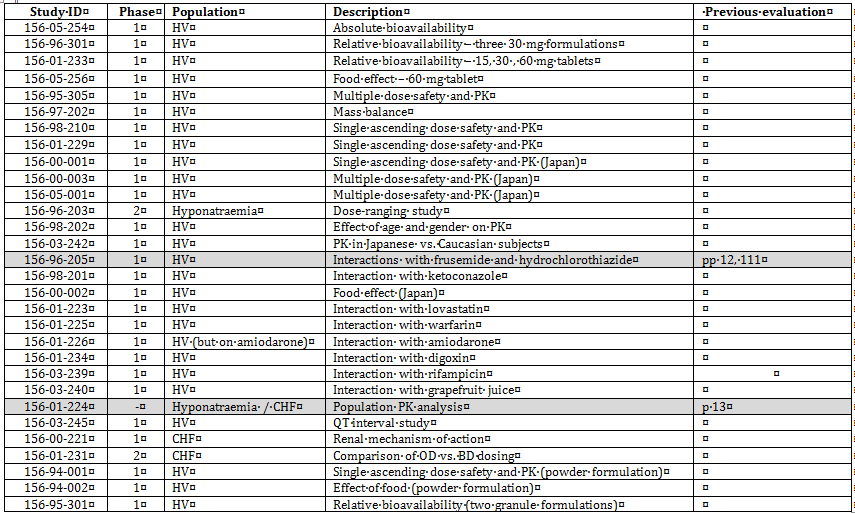 Study ID¤ Phase¤ Population¤ Description¤ ·Previous evaluation¤
156-05-254¤ 1¤ HV¤ Absolute·bioavailability¤ ¤
156-96-301¤ 1¤ HV¤ Relative·bioavailability·–·three·30·mg·formulations¤ ¤
156-01-233¤ 1¤ HV¤ Relative·bioavailability·–·15,·30·,·60·mg·tablets¤ ¤
156-05-256¤ 1¤ HV¤ Food·effect·–·60·mg·tablet¤ ¤
156-95-305¤ 1¤ HV¤ Multiple·dose·safety·and·PK¤ ¤
156-97-202¤ 1¤ HV¤ Mass·balance¤ ¤
156-98-210¤ 1¤ HV¤ Single·ascending·dose·safety·and·PK¤ ¤
156-01-229¤ 1¤ HV¤ Single·ascending·dose·safety·and·PK¤ ¤
156-00-001¤ 1¤ HV¤ Single·ascending·dose·safety·and·PK·(Japan)¤ ¤
156-00-003¤ 1¤ HV¤ Multiple·dose·safety·and·PK·(Japan)¤ ¤
156-05-001¤ 1¤ HV¤ Multiple·dose·safety·and·PK·(Japan)¤ ¤
156-96-203¤ 2¤ Hyponatraemia¤ Dose-ranging·study¤ ¤
156-98-202¤ 1¤ HV¤ Effect·of·age·and·gender·on·PK¤ ¤
156-03-242¤ 1¤ HV¤ PK·in·Japanese·vs.·Caucasian·subjects¤ ¤
156-96-205¤ 1¤ HV¤ Interactions·with·frusemide·and·hydrochlorothiazide¤ pp·12,·111¤
156-98-201¤ 1¤ HV¤ Interaction·with·ketoconazole¤ ¤
156-00-002¤ 1¤ HV¤ Food·effect·(Japan)¤ ¤
156-01-223¤ 1¤ HV¤ Interaction·with·lovastatin¤ ¤
156-01-225¤ 1¤ HV¤ Interaction·with·warfarin¤ ¤
156-01-226¤ 1¤ HV·(but·on·amiodarone)¤ Interaction·with·amiodarone¤ ¤
156-01-234¤ 1¤ HV¤ Interaction·with·digoxin¤ ¤
156-03-239¤ 1¤ HV¤ Interaction·with·rifampicin¤ ¤
156-03-240¤ 1¤ HV¤ Interaction·with·grapefruit·juice¤ ¤
156-01-224¤ -¤ Hyponatraemia·/·CHF¤ Population·PK·analysis¤ p·13¤
156-03-245¤ 1¤ HV¤ QT·interval·study¤ ¤
156-00-221¤ 1¤ CHF¤ Renal·mechanism·of·action¤ ¤
156-01-231¤ 2¤ CHF¤ Comparison·of·OD·vs.·BD·dosing¤ ¤
156-94-001¤ 1¤ HV¤ Single·ascending·dose·safety·and·PK·(powder·formulation)¤ ¤
156-94-002¤ 1¤ HV¤ Effect·of·food·(powder·formulation)¤ ¤
156-95-301¤ 1¤ HV¤ Relative·bioavailability·(two·granule·formulations)¤ ¤